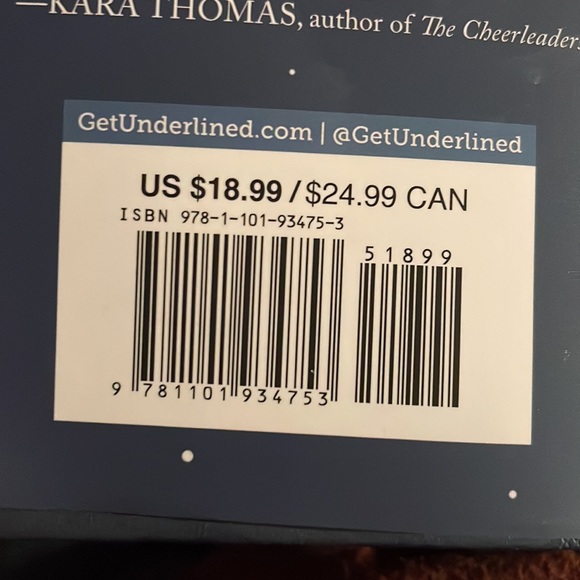 —KARA THOMAS, author of The Cheerleaders
GetUnderlined.com | @GetUnderlined
US $18.99 / $24.99 CAN
ISBN 978-1-101-93475-3
51899
9 781101 934753